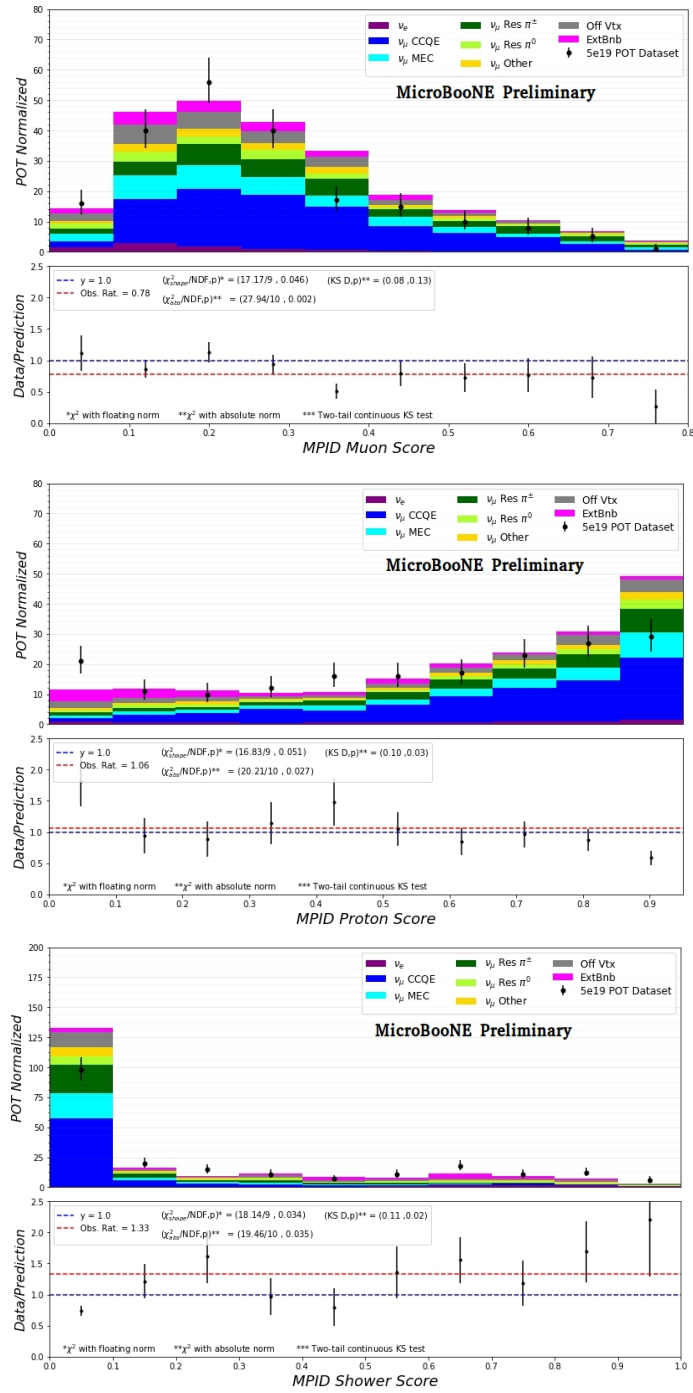 80
70
60
50
40
30
20
10
0
POT Normalized
νe
νμ CCQE
νμ MEC
νμ Res π±
νμ Res π0
νμ Other
Off Vtx
ExtBnb
5e19 POT Dataset
MicroBooNE Preliminary
2.5
2.0
1.5
1.0
0.5
0.0
Data/Prediction
y = 1.0
Obs. Rat. = 0.78
(χ²shape/NDF,p)* = (17.17/9 , 0.046)
(χ²abs/NDF,p)** = (27.94/10 , 0.002)
(KS D,p)** = (0.08 ,0.13)
*χ² with floating norm **χ² with absolute norm *** Two-tail continuous KS test
0.0 0.1 0.2 0.3 0.4 0.5 0.6 0.7 0.8
MPID Muon Score
80
70
60
50
40
30
20
10
0
POT Normalized
νe
νμ CCQE
νμ MEC
νμ Res π±
νμ Res π0
νμ Other
Off Vtx
ExtBnb
5e19 POT Dataset
MicroBooNE Preliminary
2.5
2.0
1.5
1.0
0.5
0.0
Data/Prediction
y = 1.0
Obs. Rat. = 1.06
(χ²shape/NDF,p)* = (16.83/9 , 0.051)
(χ²abs/NDF,p)** = (20.21/10 , 0.027)
(KS D,p)** = (0.10 ,0.03)
*χ² with floating norm **χ² with absolute norm *** Two-tail continuous KS test
0.0 0.1 0.2 0.3 0.4 0.5 0.6 0.7 0.8 0.9
MPID Proton Score
200
175
150
125
100
75
50
25
0
POT Normalized
νe
νμ CCQE
νμ MEC
νμ Res π±
νμ Res π0
νμ Other
Off Vtx
ExtBnb
5e19 POT Dataset
MicroBooNE Preliminary
2.5
2.0
1.5
1.0
0.5
0.0
Data/Prediction
y = 1.0
Obs. Rat. = 1.33
(χ²shape/NDF,p)* = (18.14/9 , 0.034)
(χ²abs/NDF,p)** = (19.46/10 , 0.035)
(KS D,p)** = (0.11 ,0.02)
*χ² with floating norm **χ² with absolute norm *** Two-tail continuous KS test
0.0 0.1 0.2 0.3 0.4 0.5 0.6 0.7 0.8 0.9 1.0
MPID Shower Score